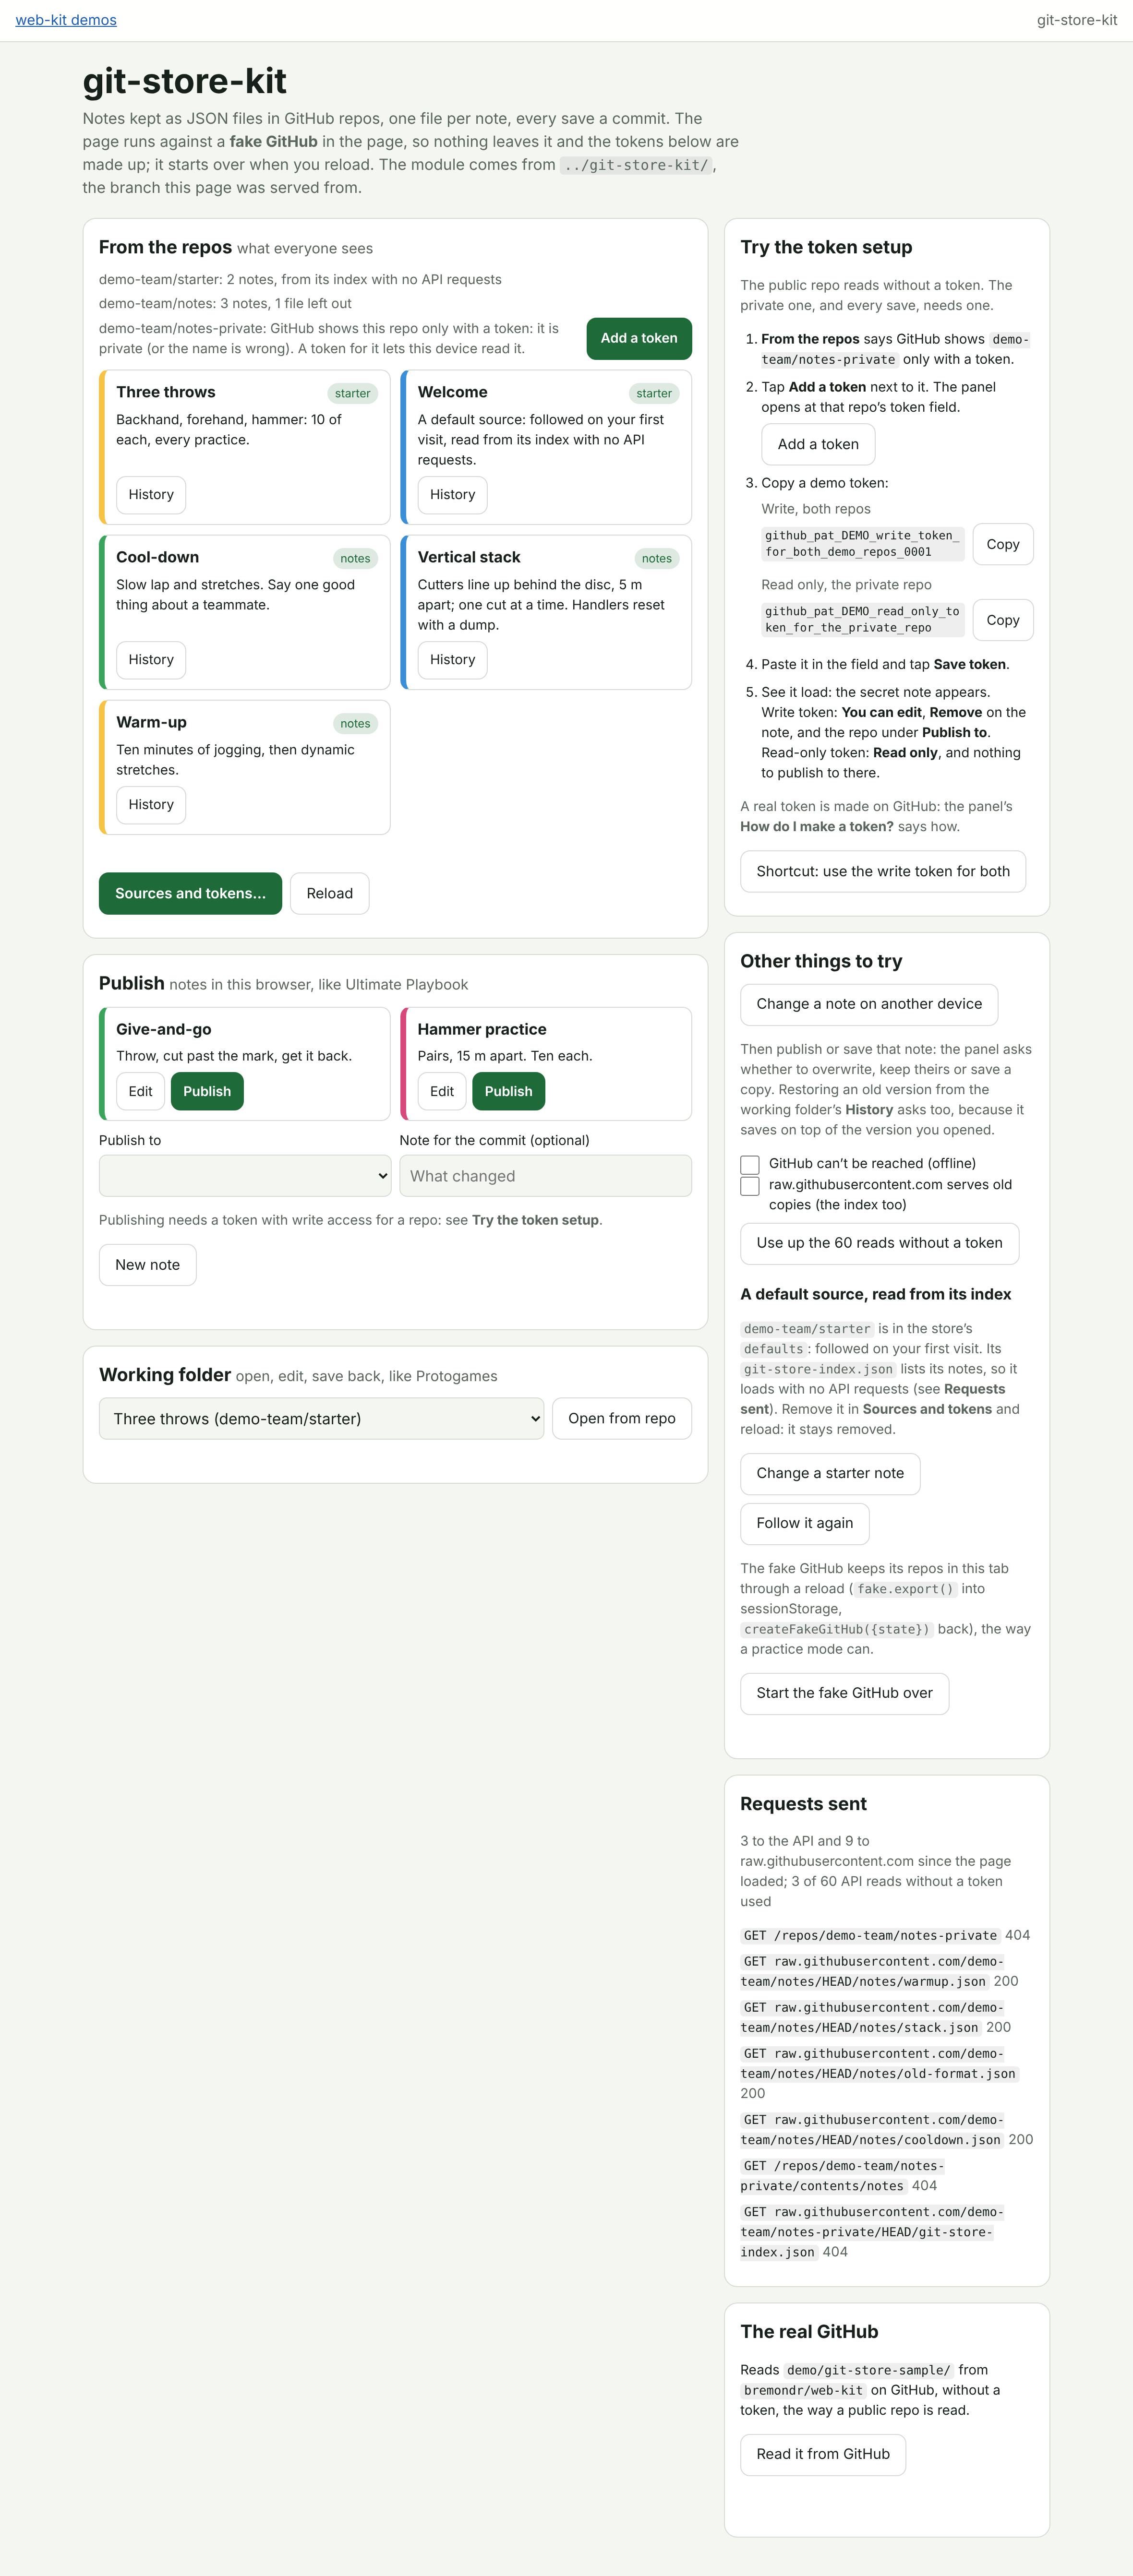 web-kit demos
git-store-kit
git-store-kit
Notes kept as JSON files in GitHub repos, one file per note, every save a commit. The
page runs against a fake GitHub in the page, so nothing leaves it and the tokens below are
made up; it starts over when you reload. The module comes from ../git-store-kit/,
the branch this page was served from.
From the repos what everyone sees
demo-team/starter: 2 notes, from its index with no API requests
demo-team/notes: 3 notes, 1 file left out
demo-team/notes-private: GitHub shows this repo only with a token: it is
private (or the name is wrong). A token for it lets this device read it.
Add a token
Three throws
starter
Backhand, forehand, hammer: 10 of
each, every practice.
History
Welcome
starter
A default source: followed on your first
visit, read from its index with no API
requests.
History
Cool-down
notes
Slow lap and stretches. Say one good
thing about a teammate.
History
Vertical stack
notes
Cutters line up behind the disc, 5 m
apart; one cut at a time. Handlers reset
with a dump.
History
Warm-up
notes
Ten minutes of jogging, then dynamic
stretches.
History
Sources and tokens...
Reload
Publish notes in this browser, like Ultimate Playbook
Give-and-go
Throw, cut past the mark, get it back.
Edit
Publish
Hammer practice
Pairs, 15 m apart. Ten each.
Edit
Publish
Publish to
Note for the commit (optional)
What changed
Publishing needs a token with write access for a repo: see Try the token setup.
New note
Working folder open, edit, save back, like Protogames
Three throws (demo-team/starter)
Open from repo
Try the token setup
The public repo reads without a token. The
private one, and every save, needs one.
1. From the repos says GitHub shows demo-
team/notes-private only with a token.
2. Tap Add a token next to it. The panel
opens at that repo’s token field.
Add a token
3. Copy a demo token:
Write, both repos
github_pat_DEMO_write_token_
for_both_demo_repos_0001
Copy
Read only, the private repo
github_pat_DEMO_read_only_to
ken_for_the_private_repo
Copy
4. Paste it in the field and tap Save token.
5. See it load: the secret note appears.
Write token: You can edit, Remove on the
note, and the repo under Publish to.
Read-only token: Read only, and nothing
to publish to there.
A real token is made on GitHub: the panel’s
How do I make a token? says how.
Shortcut: use the write token for both
Other things to try
Change a note on another device
Then publish or save that note: the panel asks
whether to overwrite, keep theirs or save a
copy. Restoring an old version from the
working folder’s History asks too, because it
saves on top of the version you opened.
GitHub can’t be reached (offline)
raw.githubusercontent.com serves old
copies (the index too)
Use up the 60 reads without a token
A default source, read from its index
demo-team/starter is in the store’s
defaults: followed on your first visit. Its
git-store-index.json lists its notes, so it
loads with no API requests (see Requests
sent). Remove it in Sources and tokens and
reload: it stays removed.
Change a starter note
Follow it again
The fake GitHub keeps its repos in this tab
through a reload (fake.export() into
sessionStorage,
createFakeGitHub({state}) back), the way
a practice mode can.
Start the fake GitHub over
Requests sent
3 to the API and 9 to
raw.githubusercontent.com since the page
loaded; 3 of 60 API reads without a token
used
GET /repos/demo-team/notes-private 404
GET raw.githubusercontent.com/demo-
team/notes/HEAD/notes/warmup.json 200
GET raw.githubusercontent.com/demo-
team/notes/HEAD/notes/stack.json 200
GET raw.githubusercontent.com/demo-
team/notes/HEAD/notes/old-format.json
200
GET raw.githubusercontent.com/demo-
team/notes/HEAD/notes/cooldown.json 200
GET /repos/demo-team/notes-
private/contents/notes 404
GET raw.githubusercontent.com/demo-
team/notes-private/HEAD/git-store-
index.json 404
The real GitHub
Reads demo/git-store-sample/ from
bremondr/web-kit on GitHub, without a
token, the way a public repo is read.
Read it from GitHub